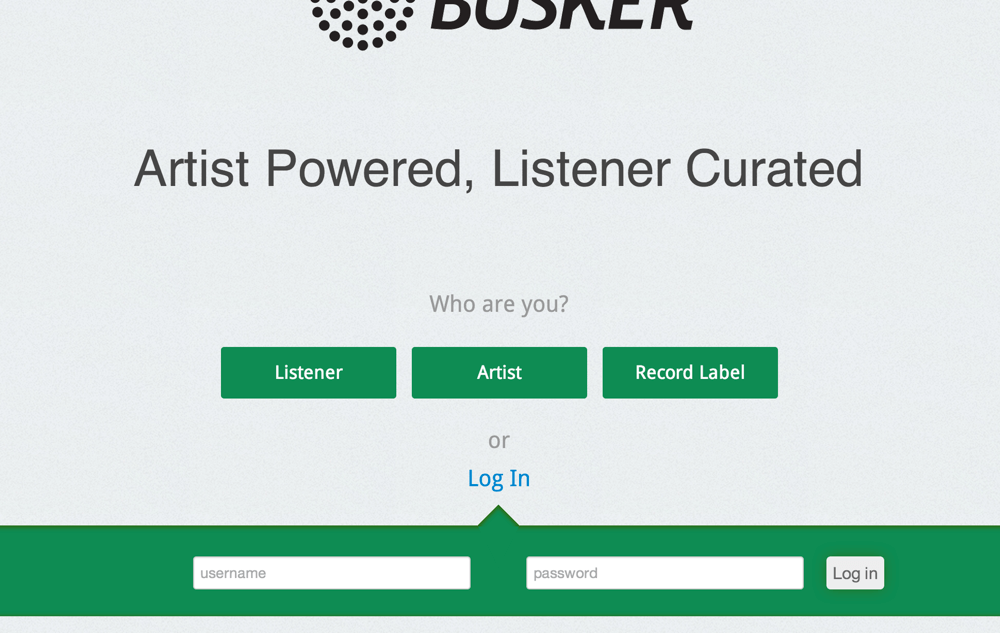 BUSKER
Artist Powered, Listener Curated
Who are you?
Listener Artist Record Label
or
Log In
username password Log in